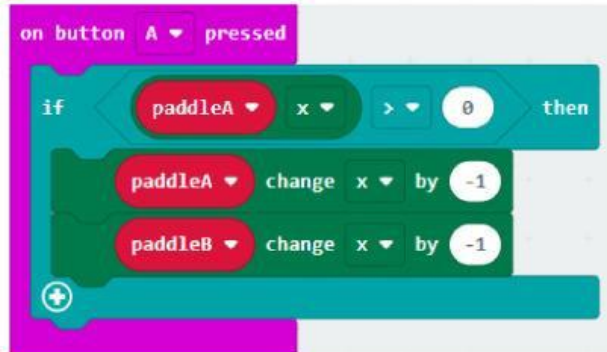 on button A pressed
if paddleA x > 0 then
paddleA change x by -1
paddleB change x by -1